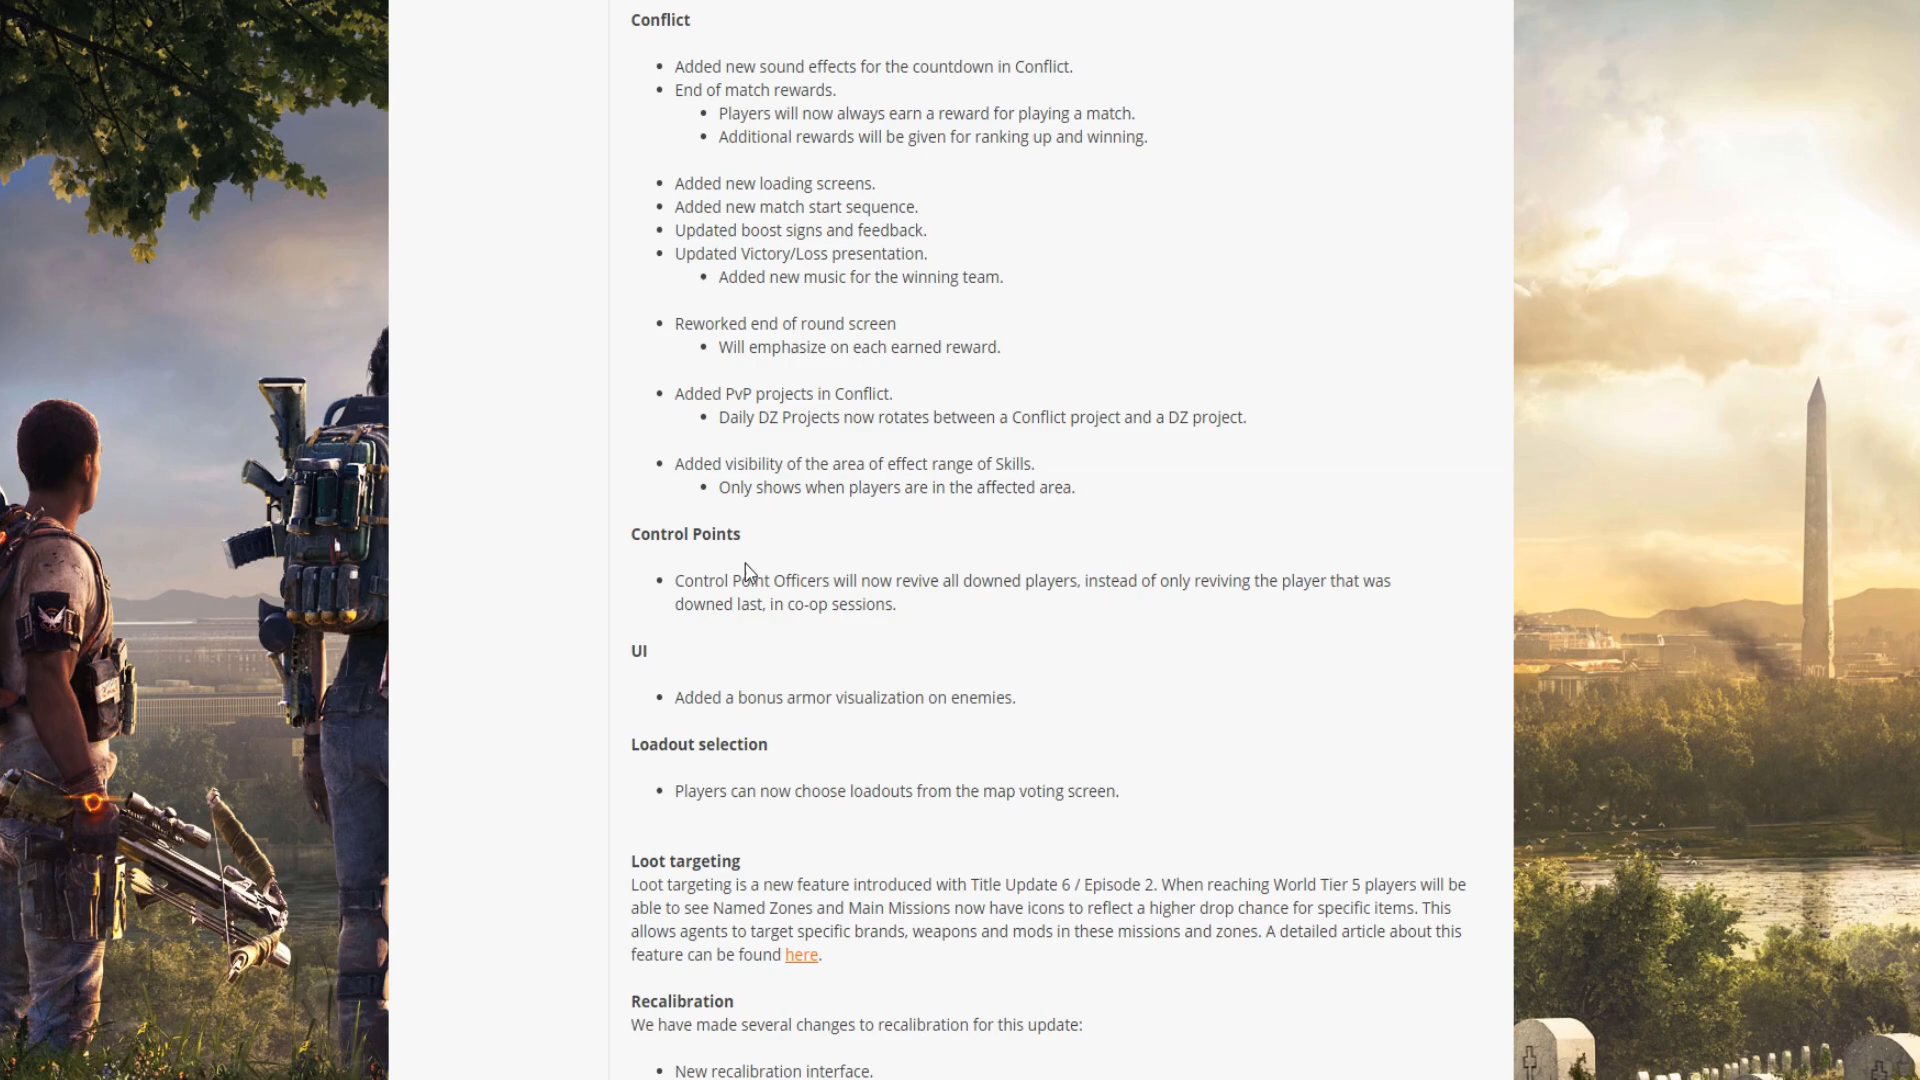 Conflict
• Added new sound effects for the countdown in Conflict.
• End of match rewards.
• Players will now always earn a reward for playing a match.
• Additional rewards will be given for ranking up and winning.
• Added new loading screens.
• Added new match start sequence.
• Updated boost signs and feedback.
• Updated Victory/Loss presentation.
• Added new music for the winning team.
• Reworked end of round screen
• Will emphasize on each earned reward.
• Added PvP projects in Conflict.
• Daily DZ Projects now rotates between a Conflict project and a DZ project.
• Added visibility of the area of effect range of Skills.
• Only shows when players are in the affected area.
Control Points
• Control Point Officers will now revive all downed players, instead of only reviving the player that was
downed last, in co-op sessions.
UI
• Added a bonus armor visualization on enemies.
Loadout selection
• Players can now choose loadouts from the map voting screen.
Loot targeting
Loot targeting is a new feature introduced with Title Update 6 / Episode 2. When reaching World Tier 5 players will be
able to see Named Zones and Main Missions now have icons to reflect a higher drop chance for specific items. This
allows agents to target specific brands, weapons and mods in these missions and zones. A detailed article about this
feature can be found here.
Recalibration
We have made several changes to recalibration for this update:
• New recalibration interface.